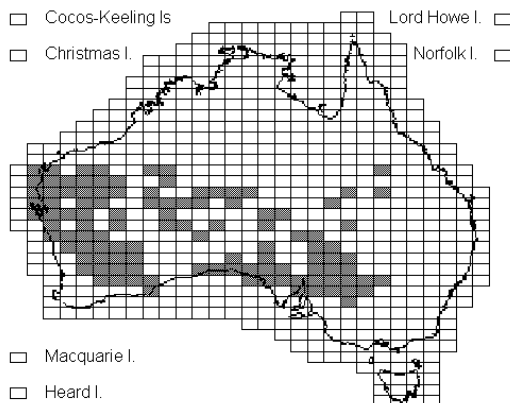 Cocos-Keeling Is
Lord Howe I.
Christmas I.
Norfolk I.
Macquarie I.
Heard I.